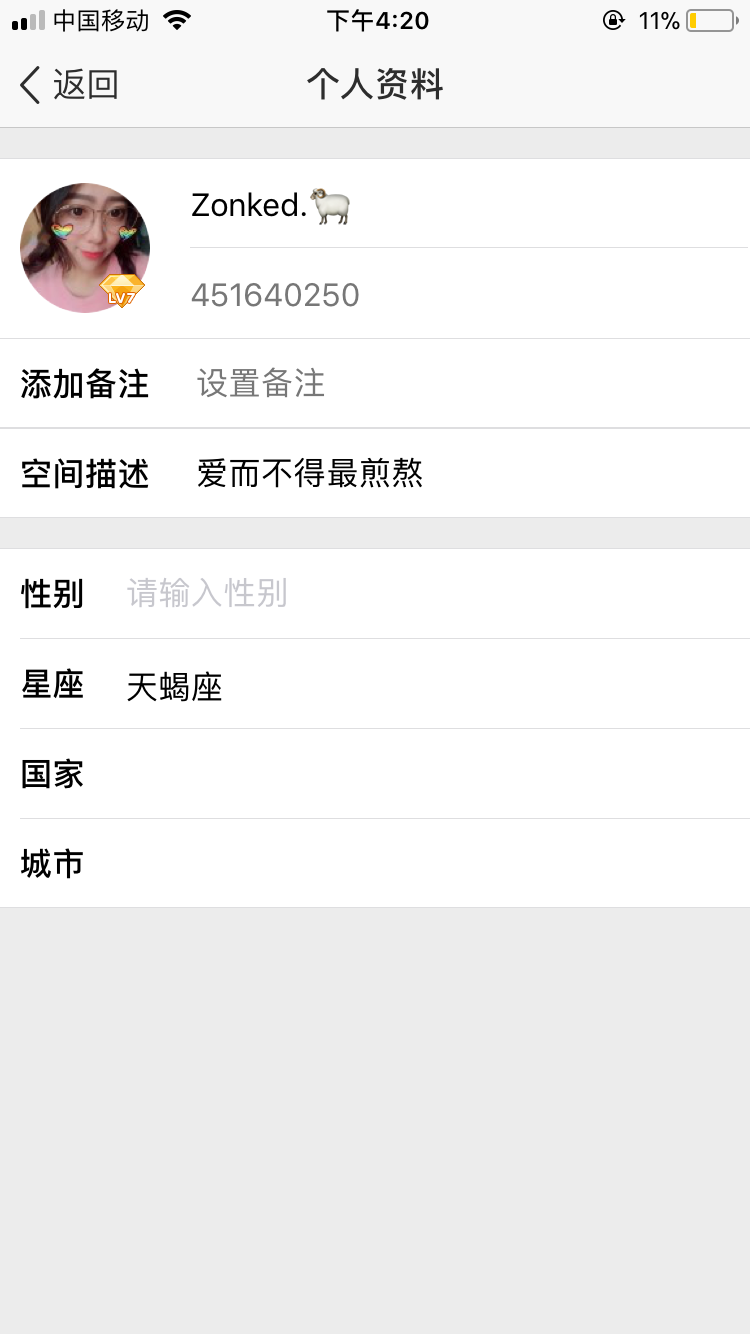 中国移动 下午4:20 11%
返回 个人资料
Zonked.
LV7
451640250
添加备注 设置备注
空间描述 爱而不得最煎熬
性别 请输入性别
星座 天蝎座
国家
城市